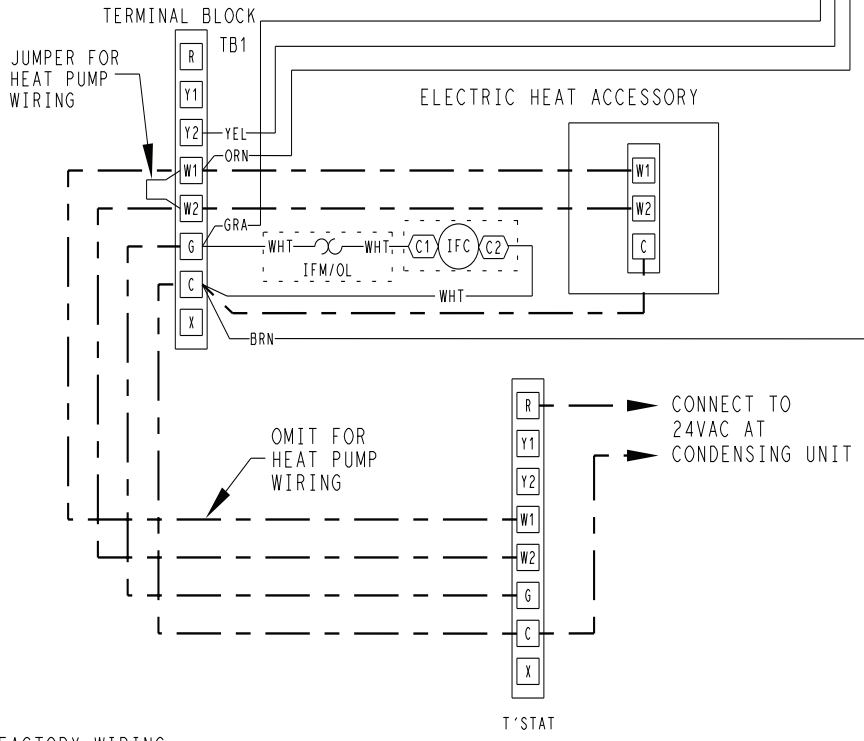 TERMINAL BLOCK
TB1
JUMPER FOR
HEAT PUMP
WIRING
R
Y1
Y2
YEL
W1
ORN
W2
GRA
G
WHT
WHT
IFM/OL
C1
IFC
C2
C
WHT
X
BRN
ELECTRIC HEAT ACCESSORY
W1
W2
C
OMIT FOR
HEAT PUMP
WIRING
R
Y1
Y2
W1
W2
G
C
X
T'STAT
CONNECT TO
24VAC AT
CONDENSING UNIT
FACTORY WIRING